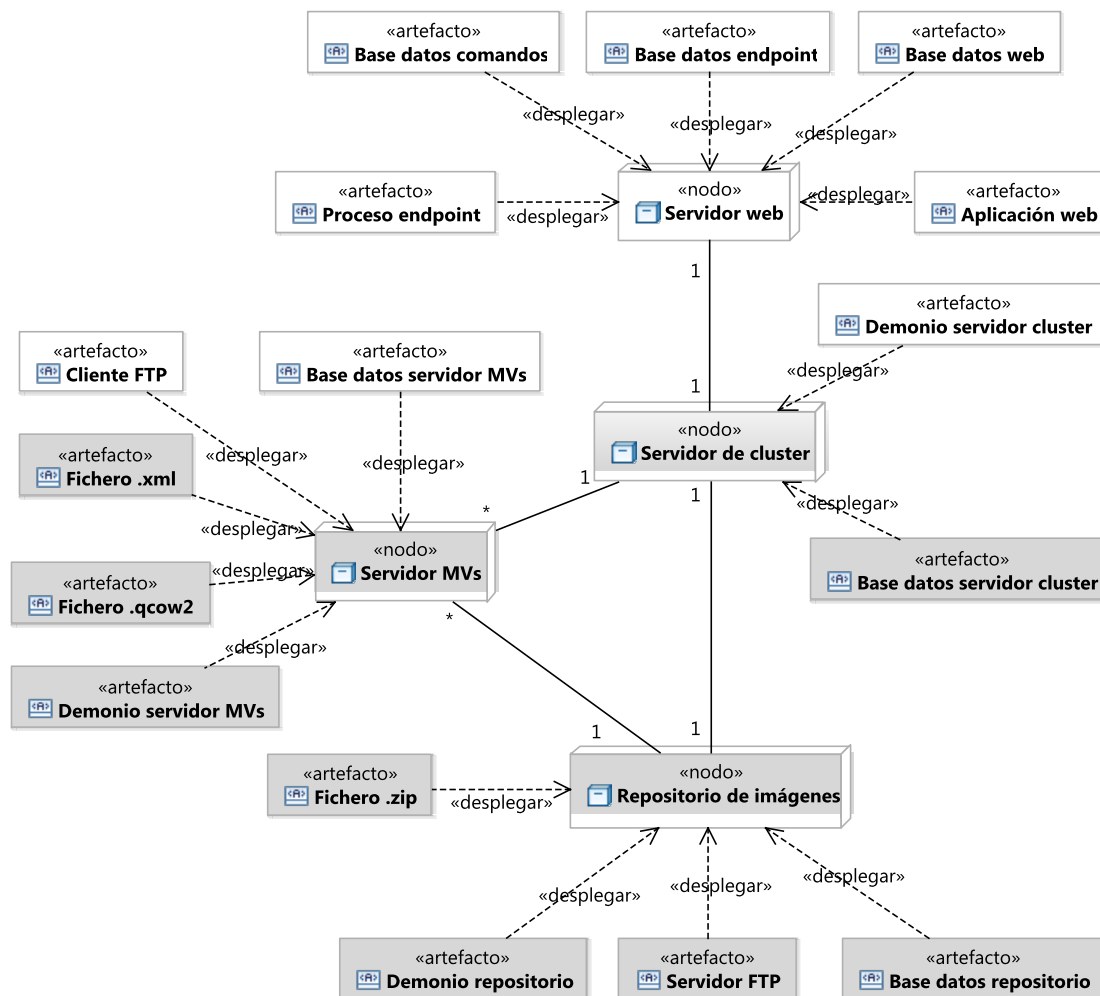 «artefacto»
Base datos comandos
«artefacto»
Base datos endpoint
«artefacto»
Base datos web
«desplegar»
«desplegar»
«desplegar»
«artefacto»
Proceso endpoint
«desplegar»
«nodo»
Servidor web
«desplegar»
«artefacto»
Aplicación web
1
«artefacto»
Demonio servidor cluster
«artefacto»
Cliente FTP
«artefacto»
Base datos servidor MVs
«desplegar»
1
«nodo»
Servidor de cluster
«artefacto»
Fichero .xml
«desplegar»
«desplegar»
1
1
*
«desplegar»
«desplegar»
«nodo»
Servidor MVs
«artefacto»
Base datos servidor cluster
«artefacto»
Fichero .qcow2
«desplegar»
*
«desplegar»
«artefacto»
Demonio servidor MVs
1
1
«artefacto»
Fichero .zip
«desplegar»
«nodo»
Repositorio de imágenes
«desplegar»
«desplegar»
«desplegar»
«artefacto»
Demonio repositorio
«artefacto»
Servidor FTP
«artefacto»
Base datos repositorio